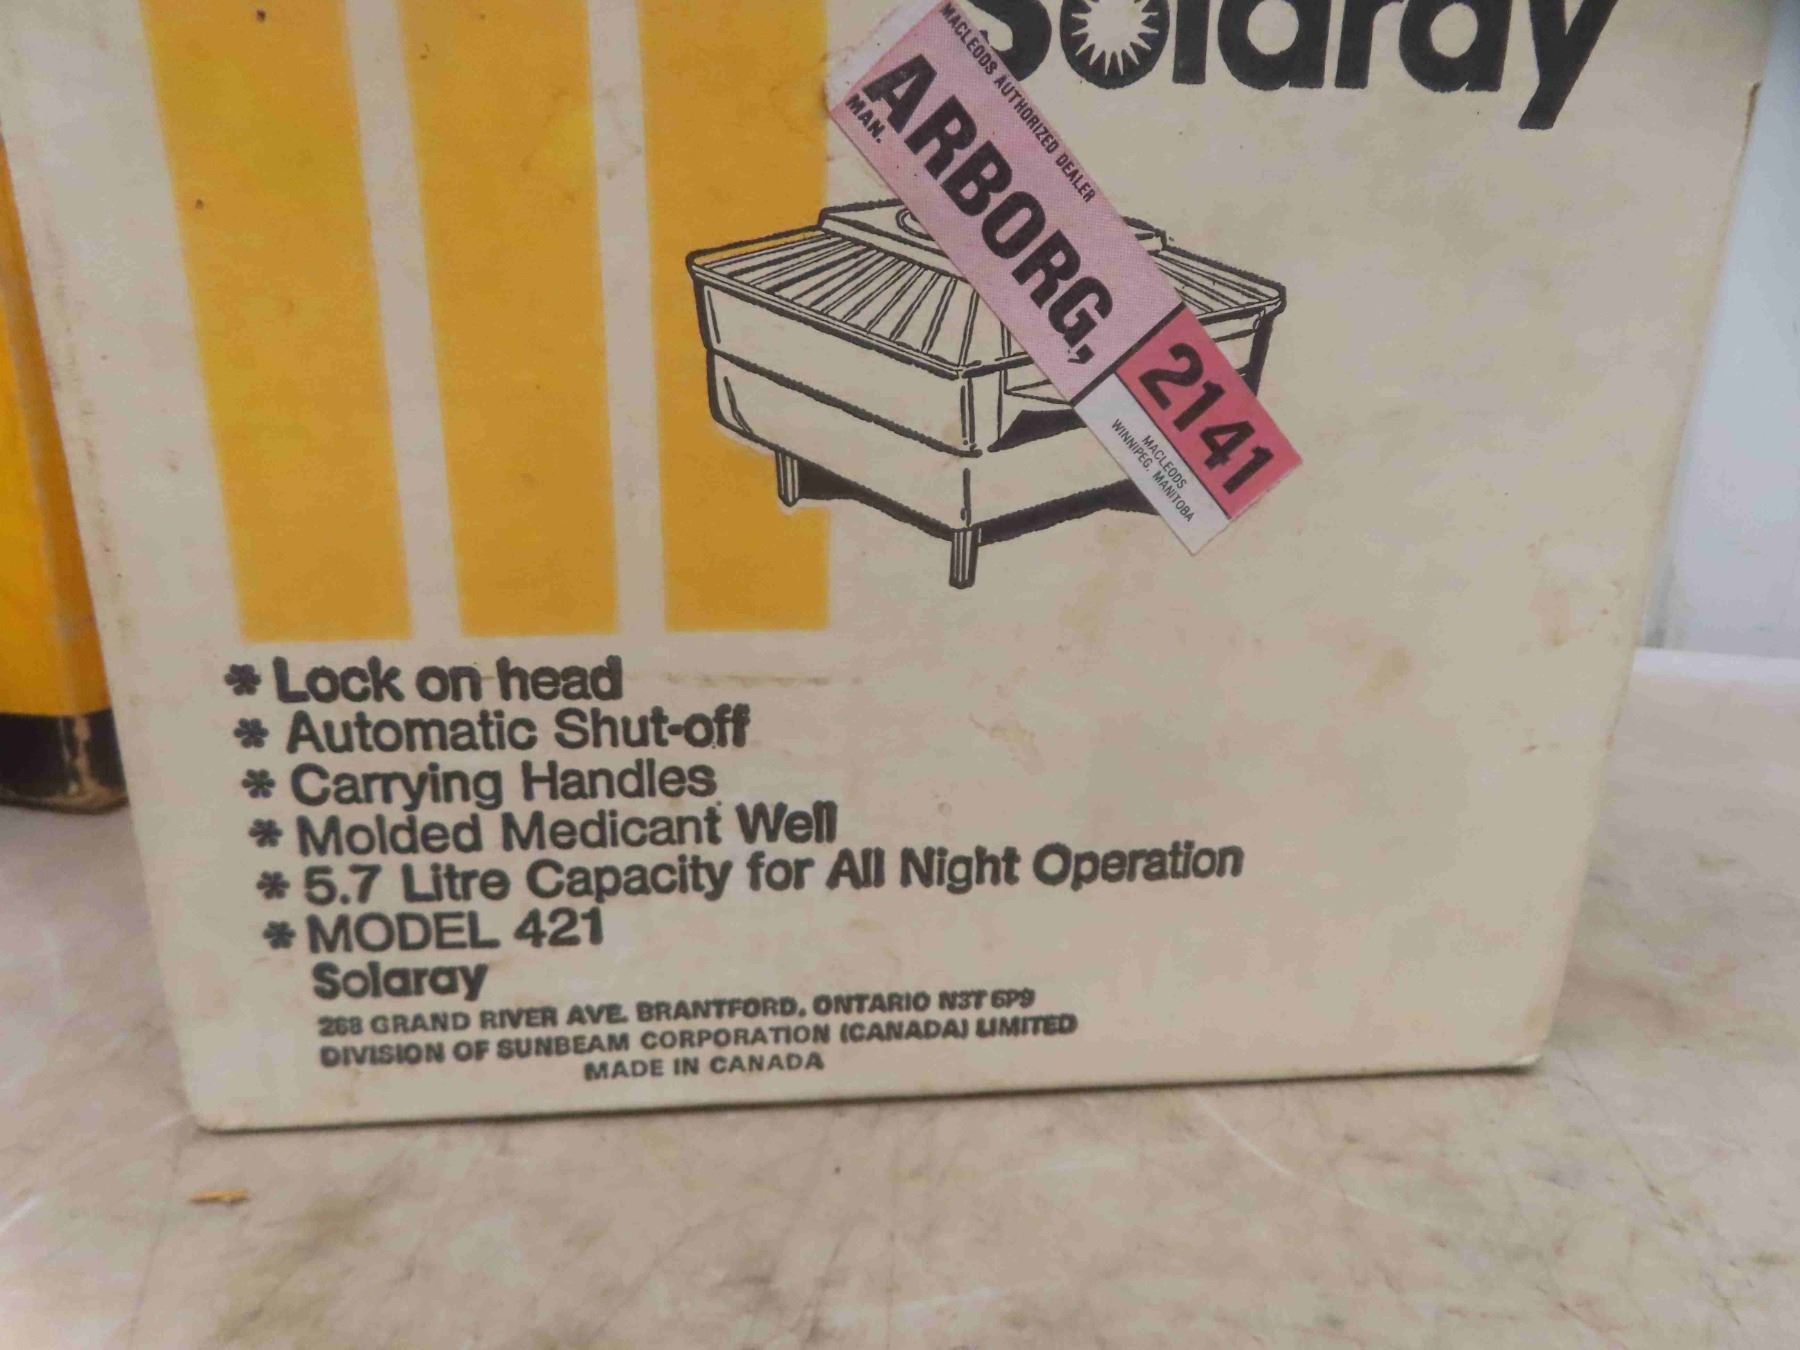 Solaray
MACLEODS AUTHORIZED DEALER
ARBORG,
MAN.
2141
MACLEODS
WINNIPEG, MANITOBA
* Lock on head
* Automatic Shut-off
* Carrying Handles
* Molded Medicant Well
* 5.7 Litre Capacity for All Night Operation
* MODEL 421
Solaray
268 GRAND RIVER AVE. BRANTFORD, ONTARIO N3T 5P9
DIVISION OF SUNBEAM CORPORATION (CANADA) LIMITED
MADE IN CANADA